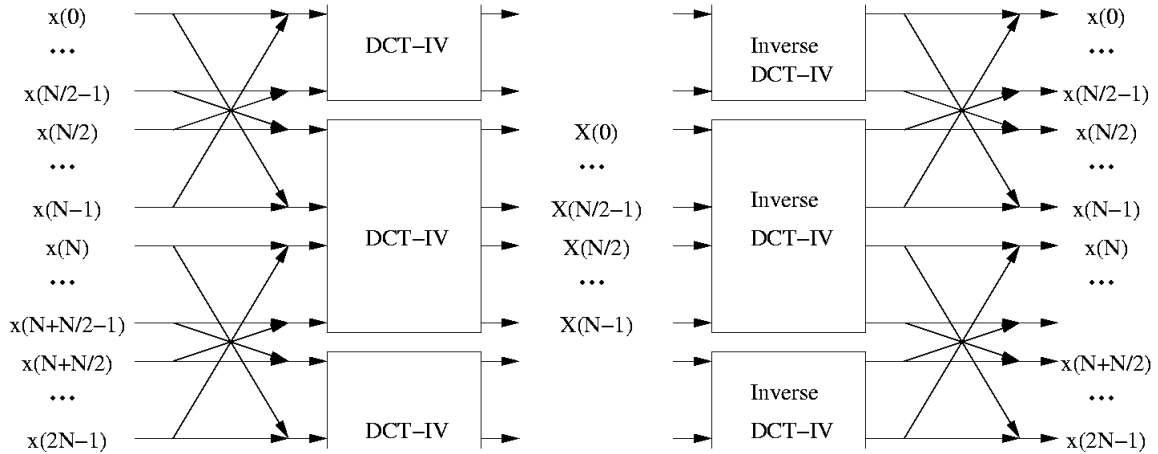 x(0)
...
x(N/2−1)
x(N/2)
...
x(N−1)
x(N)
...
x(N+N/2−1)
x(N+N/2)
...
x(2N−1)
DCT−IV
DCT−IV
DCT−IV
X(0)
...
X(N/2−1)
X(N/2)
...
X(N−1)
Inverse
DCT−IV
Inverse
DCT−IV
Inverse
DCT−IV
x(0)
...
x(N/2−1)
x(N/2)
...
x(N−1)
x(N)
...
x(N+N/2)
...
x(2N−1)